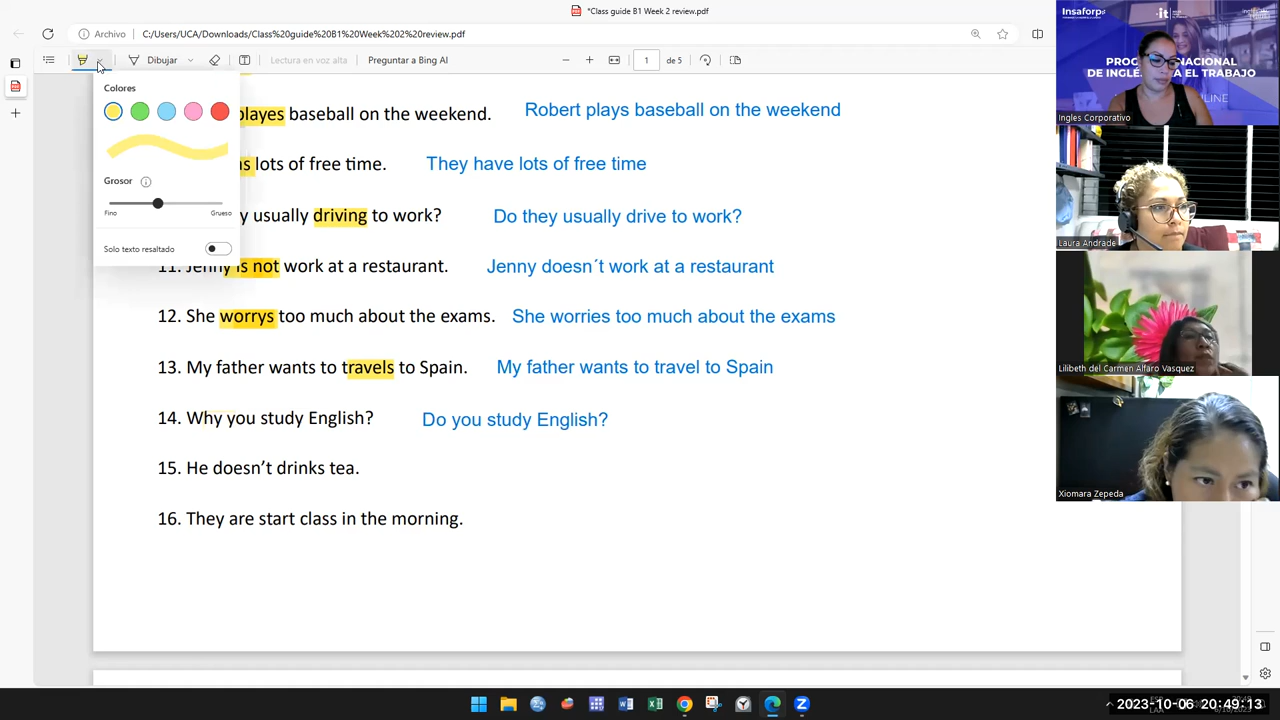 *Class guide B1 Week 2 review.pdf
Archivo C:/Users/UCA/Downloads/Class%20guide%20B1%20Week%202%20review.pdf
Dibujar Lectura en voz alta Preguntar a Bing AI 1 de 5
Colores
Grosor
Fino Grueso
Solo texto resaltado
playes baseball on the weekend. Robert plays baseball on the weekend
lots of free time. They have lots of free time
usually driving to work? Do they usually drive to work?
11. Jenny is not work at a restaurant. Jenny doesn´t work at a restaurant
12. She worrys too much about the exams. She worries too much about the exams
13. My father wants to travels to Spain. My father wants to travel to Spain
14. Why you study English? Do you study English?
15. He doesn't drinks tea.
16. They are start class in the morning.
Insaforp
Ingles Corporativo
Laura Andrade
Lilibeth del Carmen Alfaro Vasquez
Xiomara Zepeda
2023-10-06 20:49:13